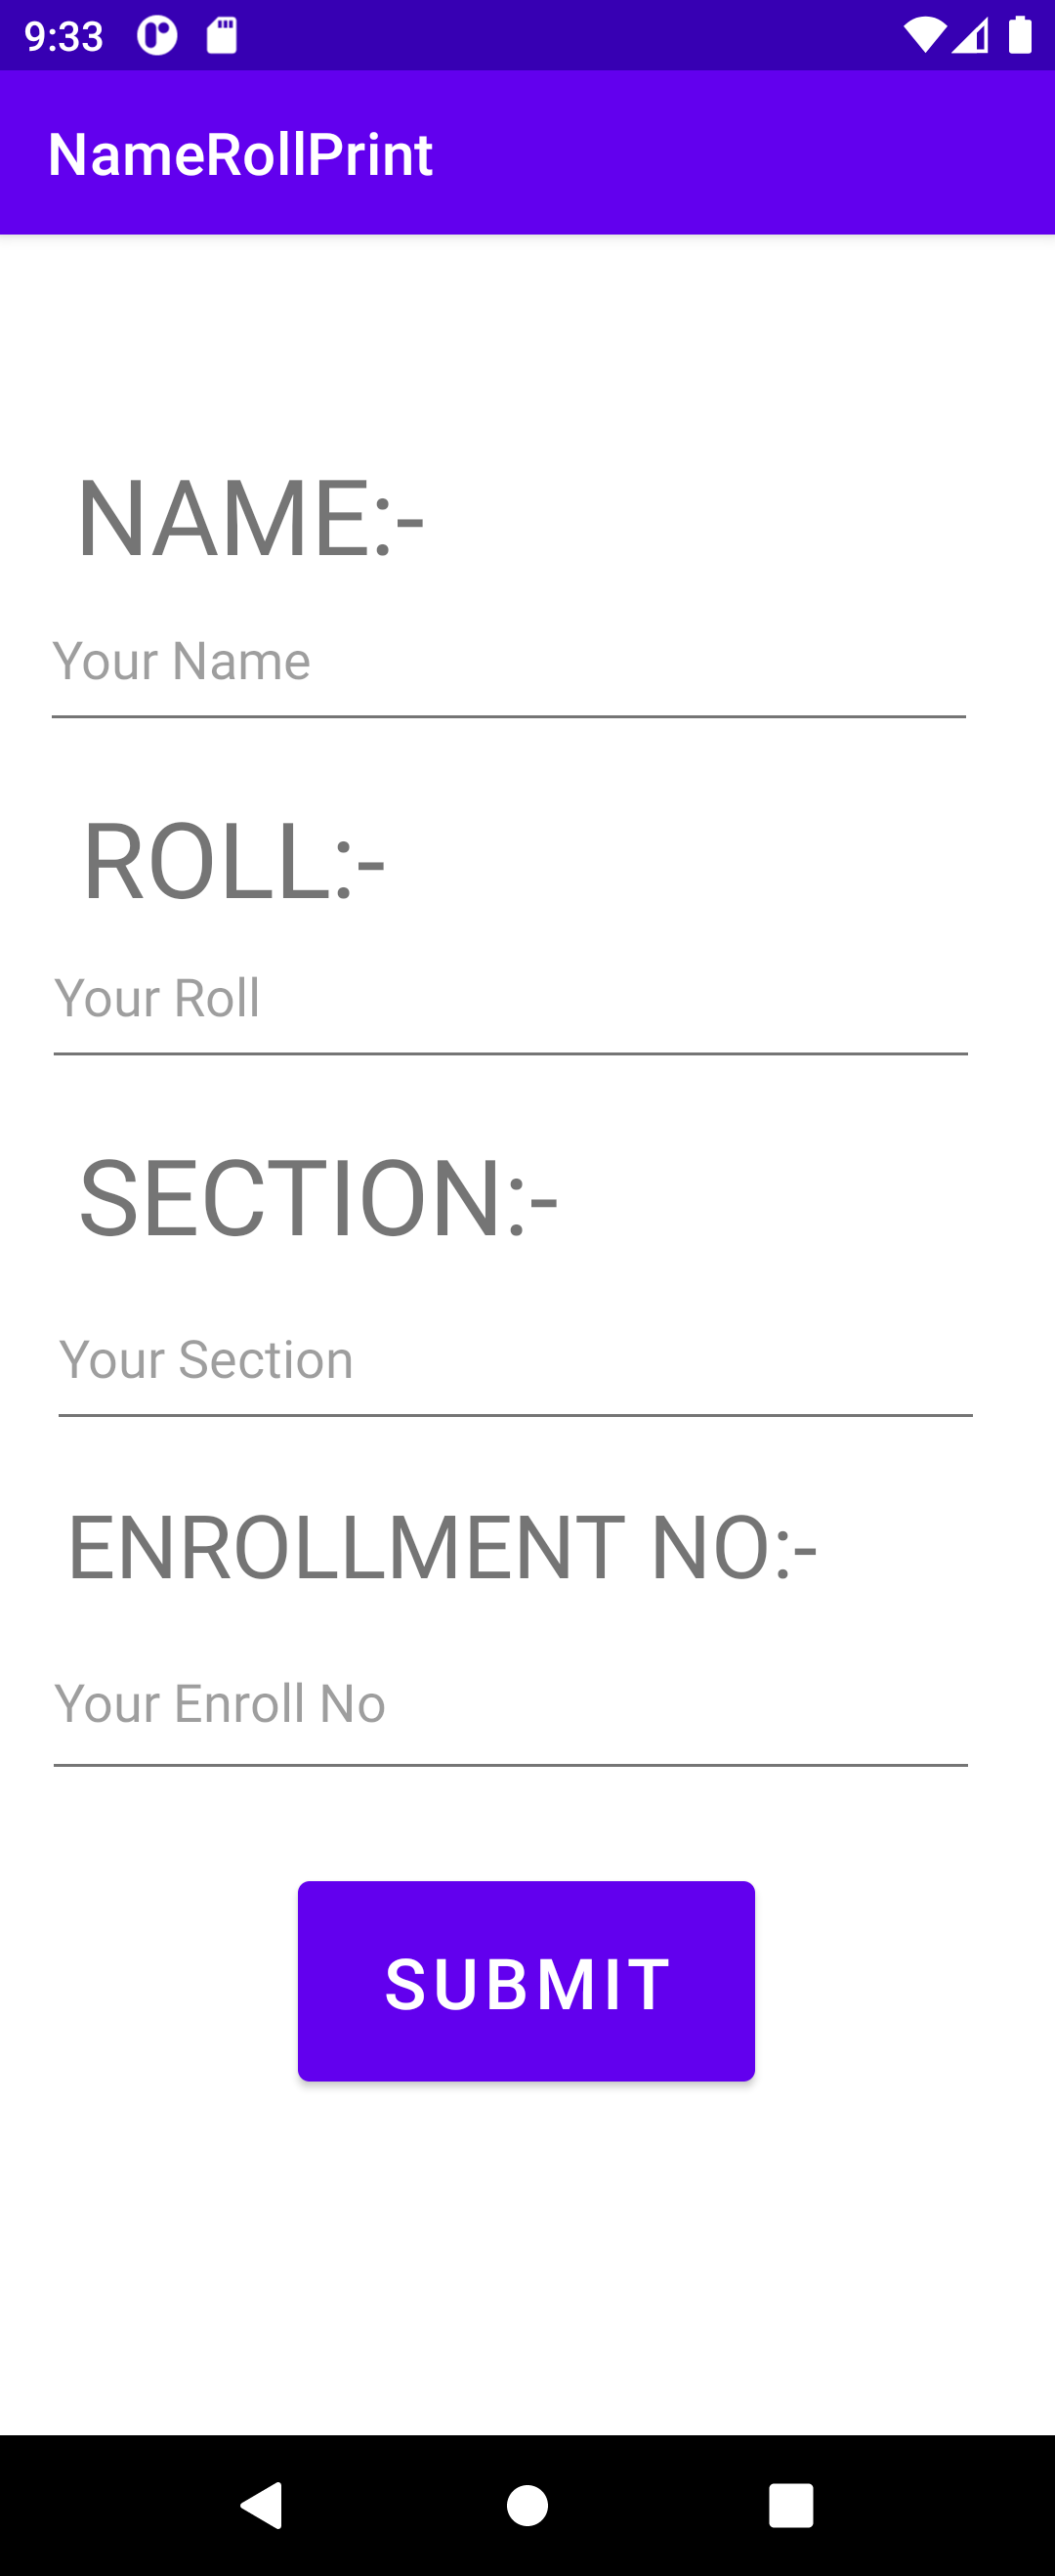 9:33
NameRollPrint
NAME:-
Your Name
ROLL:-
Your Roll
SECTION:-
Your Section
ENROLLMENT NO:-
Your Enroll No
SUBMIT